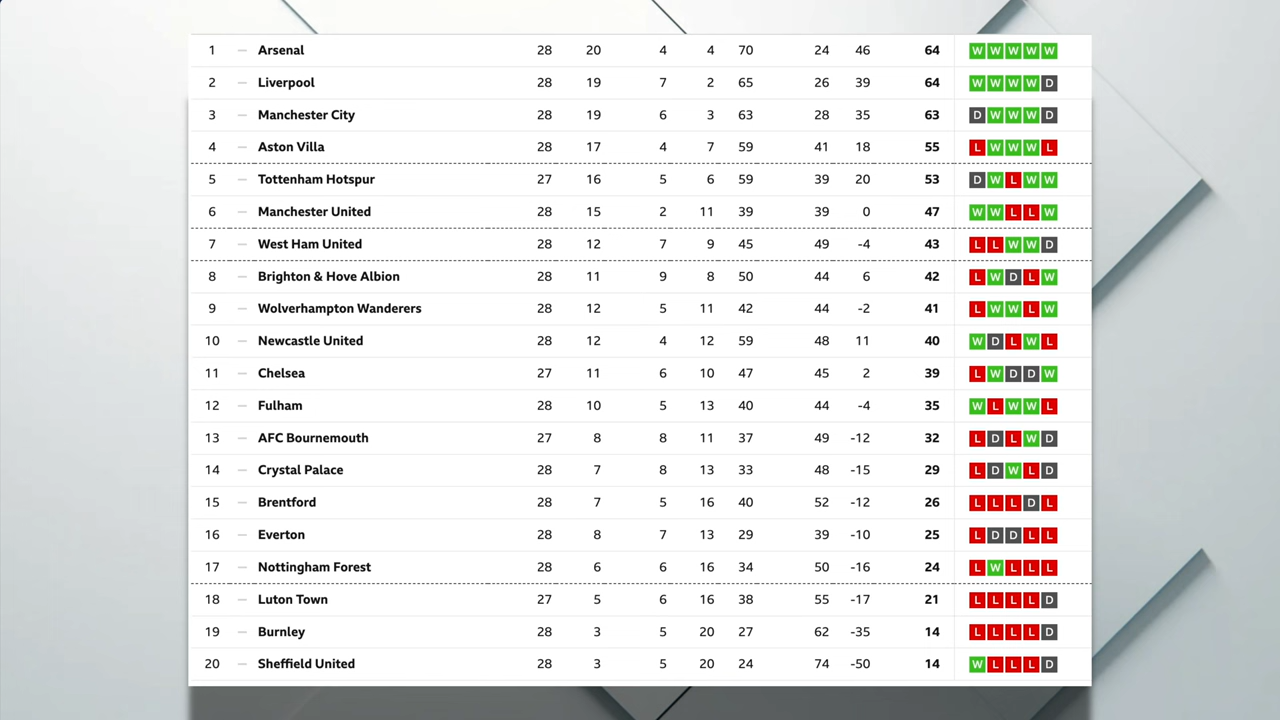 1 — Arsenal 28 20 4 4 70 24 46 64 W W W W W
2 — Liverpool 28 19 7 2 65 26 39 64 W W W W D
3 — Manchester City 28 19 6 3 63 28 35 63 D W W W D
4 — Aston Villa 28 17 4 7 59 41 18 55 L W W W L
5 — Tottenham Hotspur 27 16 5 6 59 39 20 53 D W L W W
6 — Manchester United 28 15 2 11 39 39 0 47 W W L L W
7 — West Ham United 28 12 7 9 45 49 -4 43 L L W W D
8 — Brighton & Hove Albion 28 11 9 8 50 44 6 42 L W D L W
9 — Wolverhampton Wanderers 28 12 5 11 42 44 -2 41 L W W L W
10 — Newcastle United 28 12 4 12 59 48 11 40 W D L W L
11 — Chelsea 27 11 6 10 47 45 2 39 L W D D W
12 — Fulham 28 10 5 13 40 44 -4 35 W L W W L
13 — AFC Bournemouth 27 8 8 11 37 49 -12 32 L D L W D
14 — Crystal Palace 28 7 8 13 33 48 -15 29 L D W L D
15 — Brentford 28 7 5 16 40 52 -12 26 L L L D L
16 — Everton 28 8 7 13 29 39 -10 25 L D D L L
17 — Nottingham Forest 28 6 6 16 34 50 -16 24 L W L L L
18 — Luton Town 27 5 6 16 38 55 -17 21 L L L L D
19 — Burnley 28 3 5 20 27 62 -35 14 L L L L D
20 — Sheffield United 28 3 5 20 24 74 -50 14 W L L L D